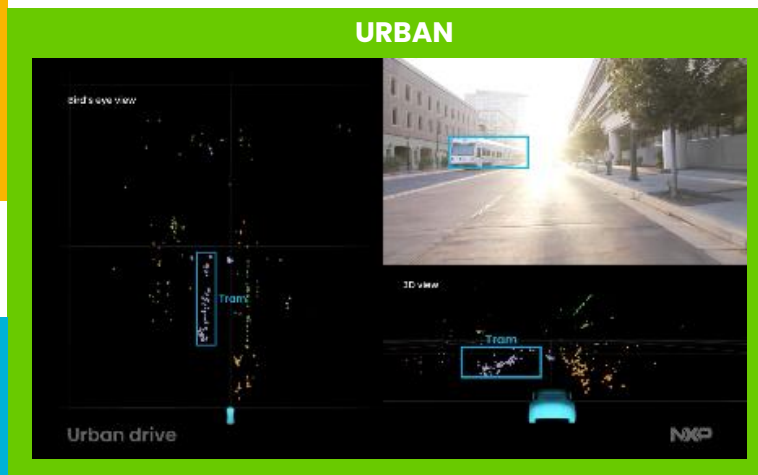 URBAN
Bird's eye view
Tram
3D view
Tram
Urban drive
NXP